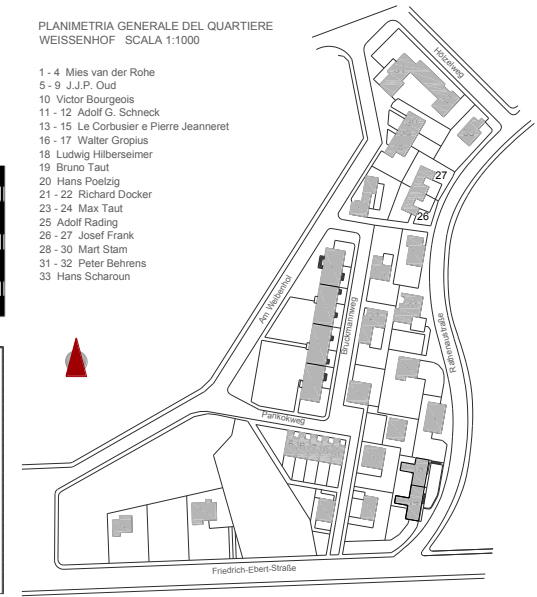 PLANIMETRIA GENERALE DEL QUARTIERE
WEISSENHOF SCALA 1:1000
1 - 4 Mies van der Rohe
5 - 9 J.J.P. Oud
10 Victor Bourgeois
11 - 12 Adolf G. Schneck
13 - 15 Le Corbusier e Pierre Jeanneret
16 - 17 Walter Gropius
18 Ludwig Hilberseimer
19 Bruno Taut
20 Hans Poelzig
21 - 22 Richard Docker
23 - 24 Max Taut
25 Adolf Rading
26 - 27 Josef Frank
28 - 30 Mart Stam
31 - 32 Peter Behrens
33 Hans Scharoun
Hölzelweg
27
26
Am Weibenhol
Bruckmannweg
Rathenaustraße
Pankokweg
Friedrich-Ebert-Straße